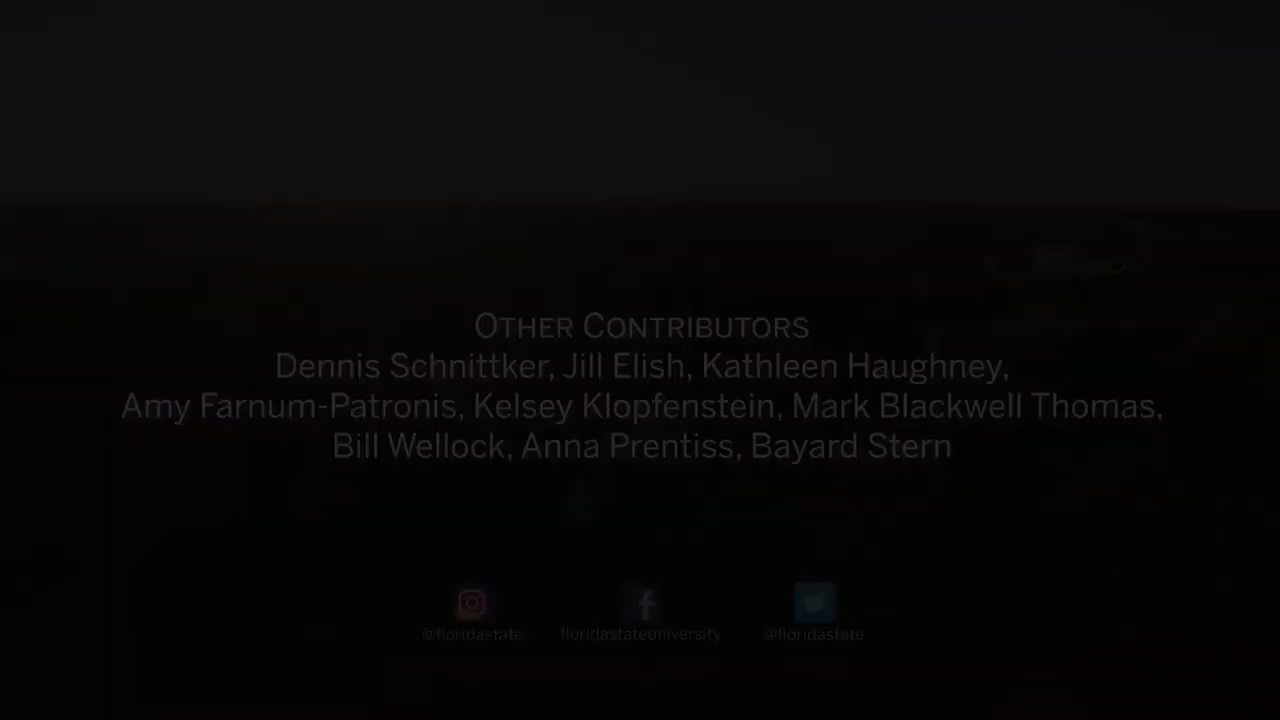 OTHER CONTRIBUTORS
Dennis Schnittker, Jill Elish, Kathleen Haughney,
Amy Farnum-Patronis, Kelsey Klopfenstein, Mark Blackwell Thomas,
Bill Wellock, Anna Prentiss, Bayard Stern
@floridastate floridastateuniversity @floridastate